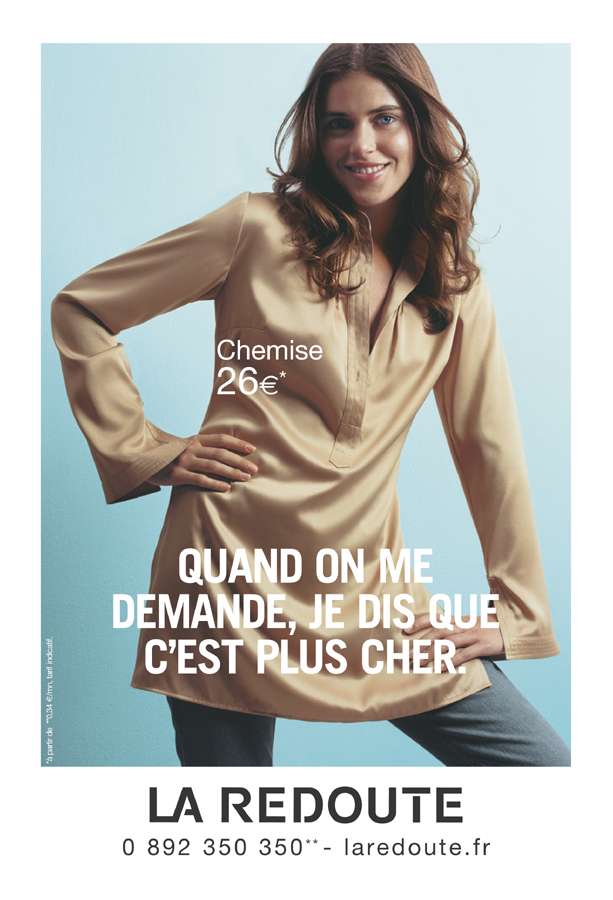 Chemise
26€*
QUAND ON ME
DEMANDE, JE DIS QUE
C'EST PLUS CHER.
*à partir de **0,34 €/mn, tarif indicatif.
LA REDOUTE
0 892 350 350** - laredoute.fr